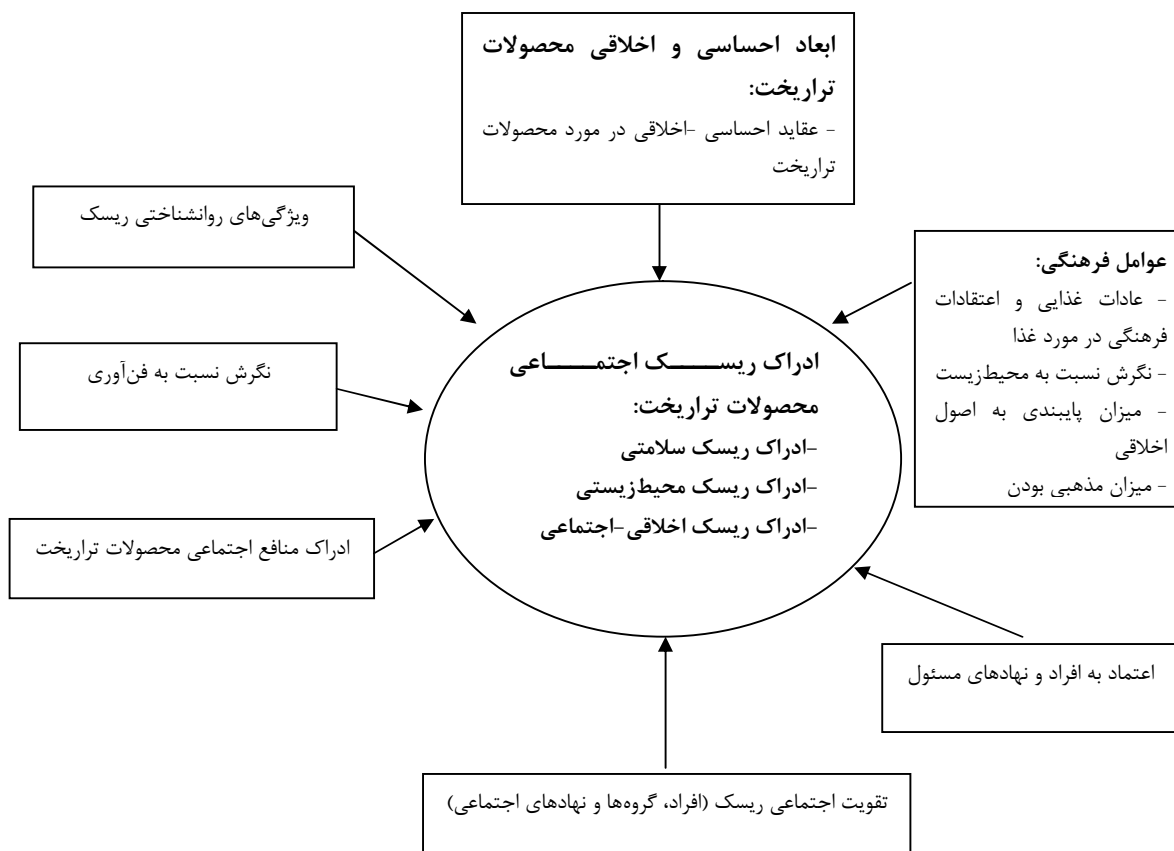 ابعاد احساسی و اخلاقی محصولات
تراریخت:
- عقاید احساسی -اخلاقی در مورد محصولات
تراریخت
ویژگی‌های روانشناختی ریسک
عوامل فرهنگی:
- عادات غذایی و اعتقادات
فرهنگی در مورد غذا
- نگرش نسبت به محیط‌زیست
- میزان پایبندی به اصول
اخلاقی
- میزان مذهبی بودن
ادراک ریسک اجتماعی
محصولات تراریخت:
-ادراک ریسک سلامتی
-ادراک ریسک محیط‌زیستی
-ادراک ریسک اخلاقی-اجتماعی
نگرش نسبت به فن‌آوری
ادراک منافع اجتماعی محصولات تراریخت
اعتماد به افراد و نهادهای مسئول
تقویت اجتماعی ریسک (افراد، گروه‌ها و نهادهای اجتماعی)